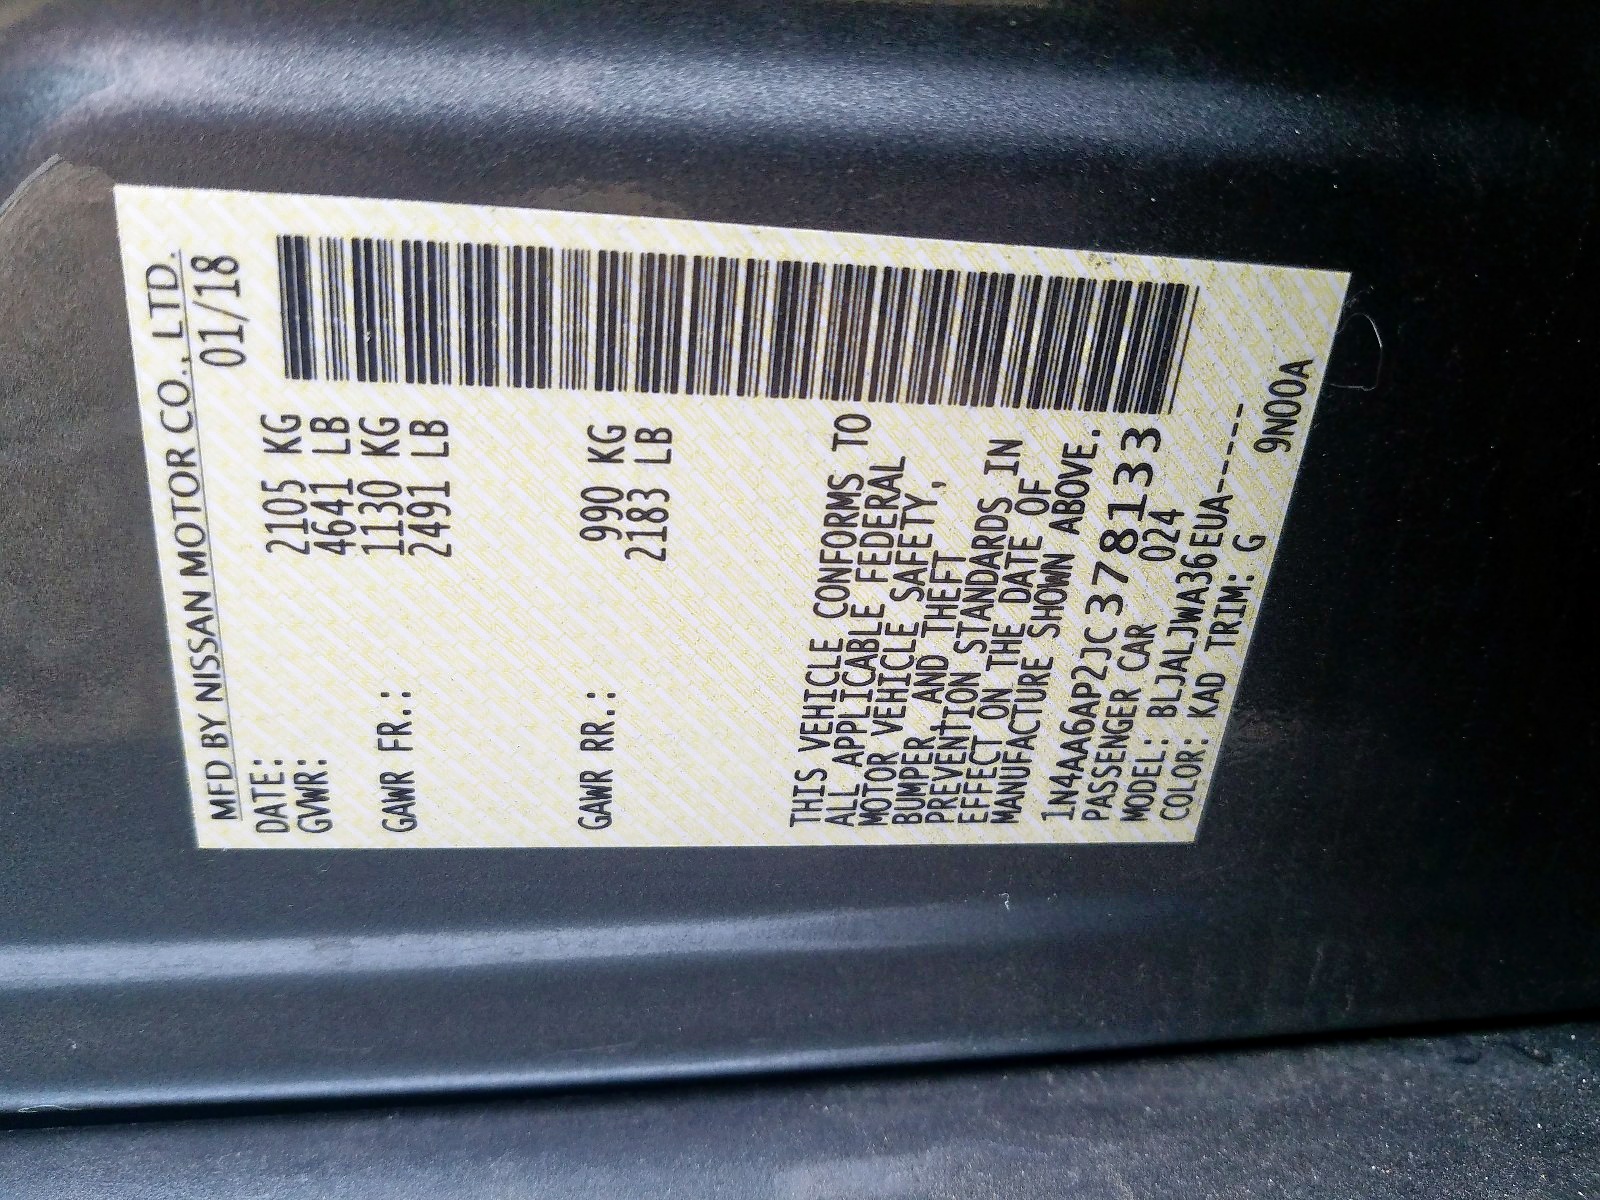 MFD BY NISSAN MOTOR CO., LTD.
DATE: 01/18
GVWR: 2105 KG
4641 LB
GAWR FR.: 1130 KG
2491 LB
GAWR RR.: 990 KG
2183 LB
THIS VEHICLE CONFORMS TO
ALL APPLICABLE FEDERAL
MOTOR VEHICLE SAFETY,
BUMPER, AND THEFT
PREVENTION STANDARDS IN
EFFECT ON THE DATE OF
MANUFACTURE SHOWN ABOVE.
1N4AA6AP2JC378133
PASSENGER CAR 024
MODEL: BLJALJWA36EUA-----
COLOR: KAD TRIM: G 9N00A